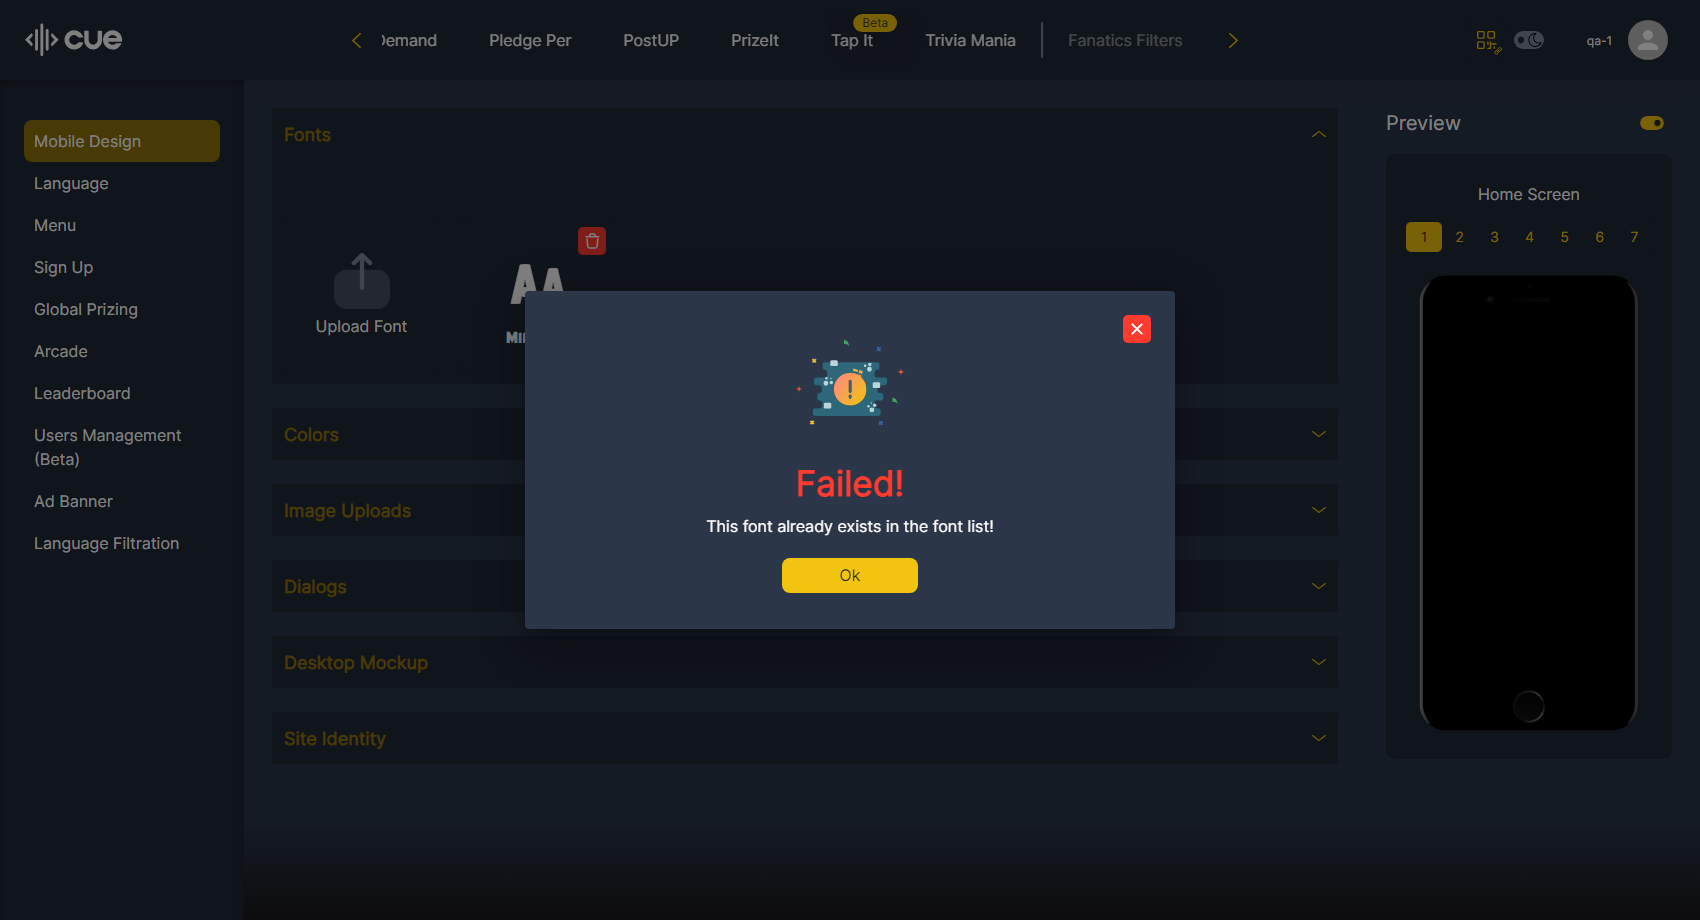 cue
Demand
Pledge Per
PostUP
PrizeIt
Beta
Tap It
Trivia Mania
Fanatics Filters
qa-1
Mobile Design
Language
Menu
Sign Up
Global Prizing
Arcade
Leaderboard
Users Management
(Beta)
Ad Banner
Language Filtration
Fonts
Upload Font
AA
Colors
Image Uploads
Dialogs
Desktop Mockup
Site Identity
Failed!
This font already exists in the font list!
Ok
Preview
Home Screen
1 2 3 4 5 6 7